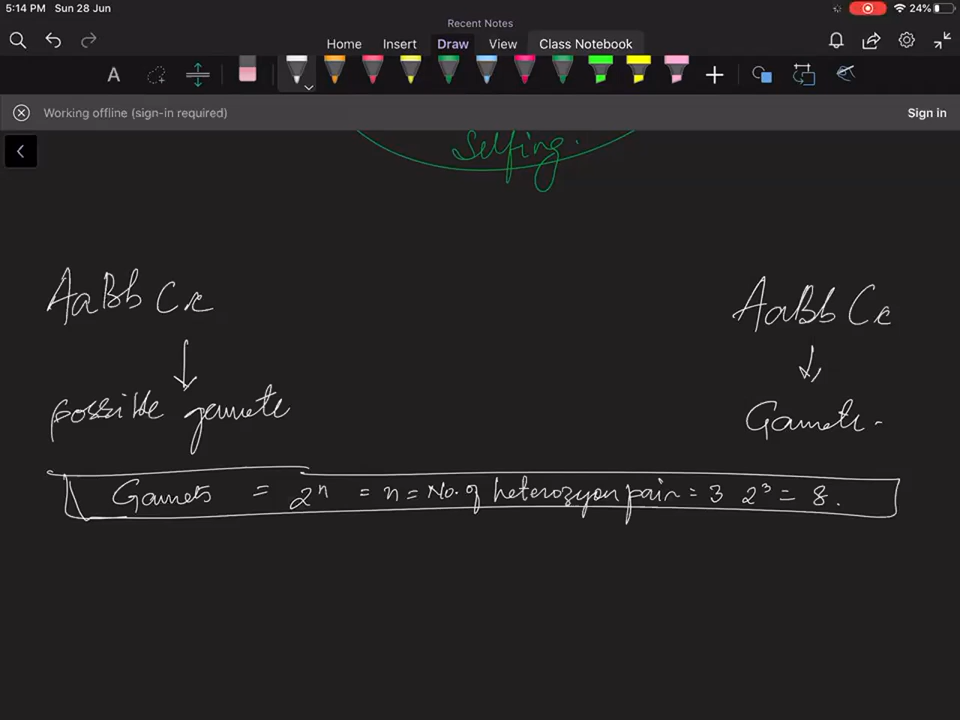 5:14 PM Sun 28 Jun
24%
Recent Notes
Home Insert Draw View Class Notebook
A
Working offline (sign-in required) Sign in
Selfing.
AaBb Cc AaBb Cc
possible gamete Gamete.
Gamets = 2ⁿ = n = No. of heterozyon pair = 3 2³ = 8.